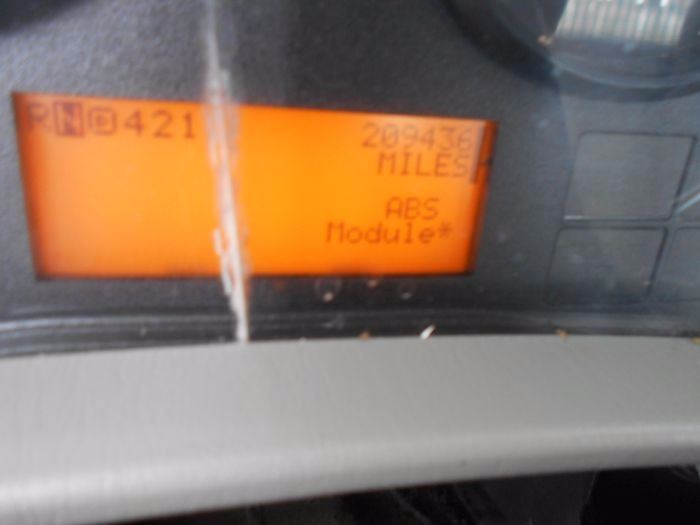 RND421
209436
MILES
ABS
Module*